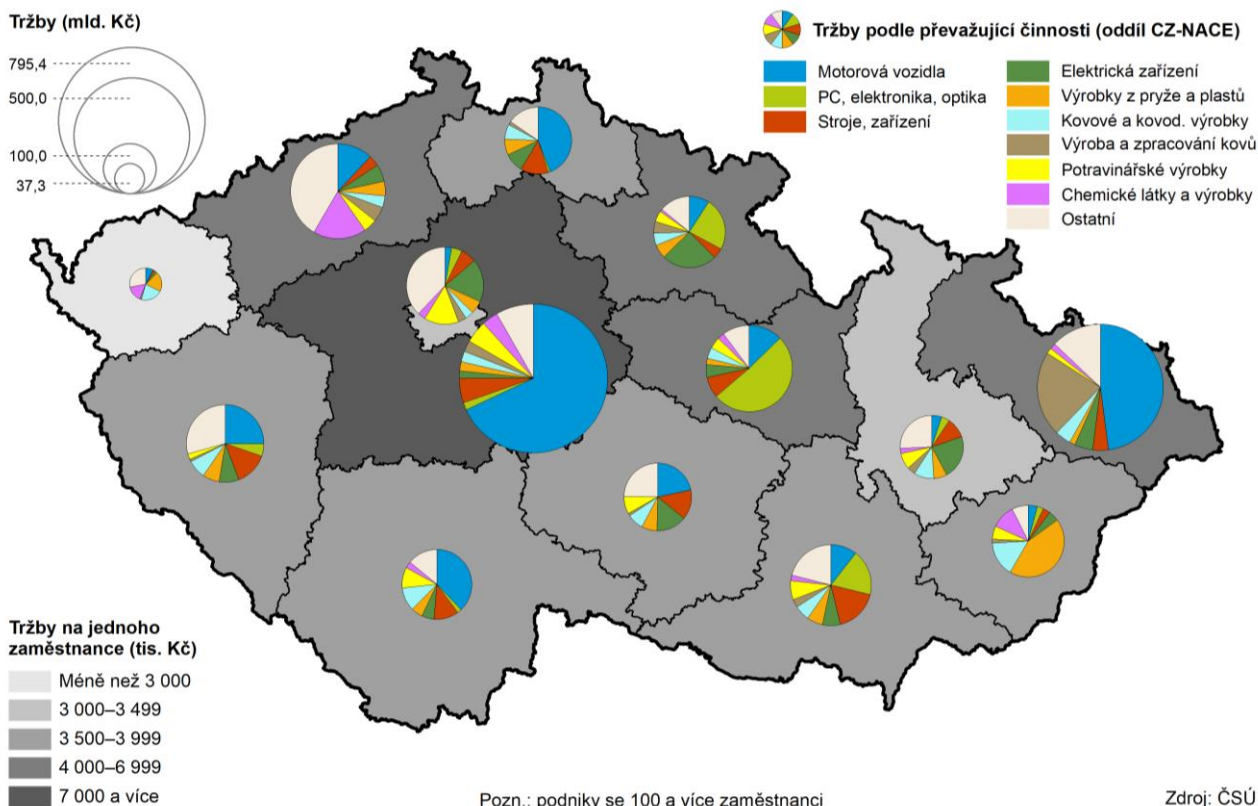 Tržby (mld. Kč)
795,4
500,0
100,0
37,3
Tržby podle převažující činnosti (oddíl CZ-NACE)
Motorová vozidla
PC, elektronika, optika
Stroje, zařízení
Elektrická zařízení
Výrobky z pryže a plastů
Kovové a kovod. výrobky
Výroba a zpracování kovů
Potravinářské výrobky
Chemické látky a výrobky
Ostatní
Tržby na jednoho
zaměstnance (tis. Kč)
Méně než 3 000
3 000–3 499
3 500–3 999
4 000–6 999
7 000 a více
Pozn.: podniky se 100 a více zaměstnanci
Zdroj: ČSÚ